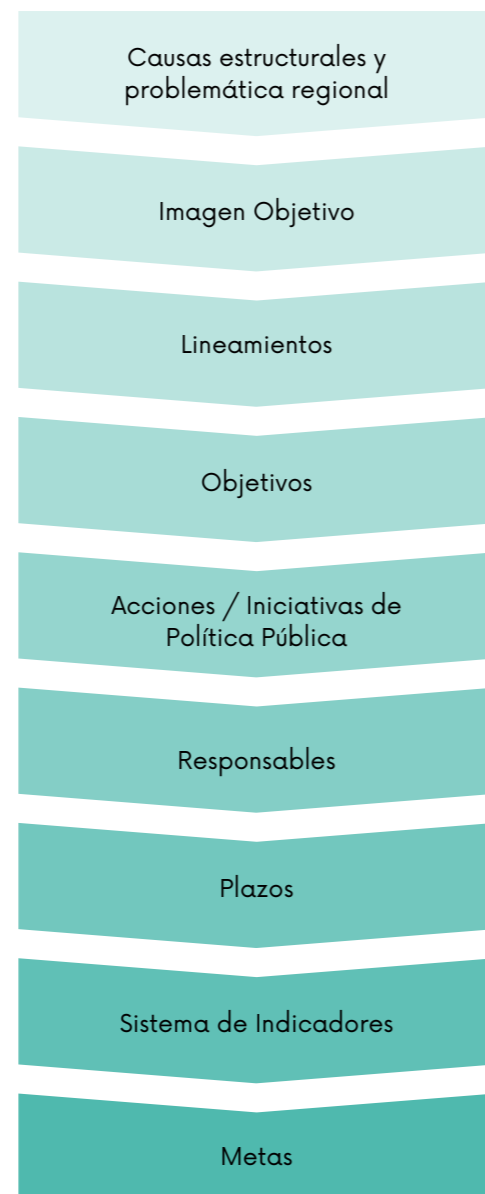 Causas estructurales y
problemática regional
Imagen Objetivo
Lineamientos
Objetivos
Acciones / Iniciativas de
Política Pública
Responsables
Plazos
Sistema de Indicadores
Metas